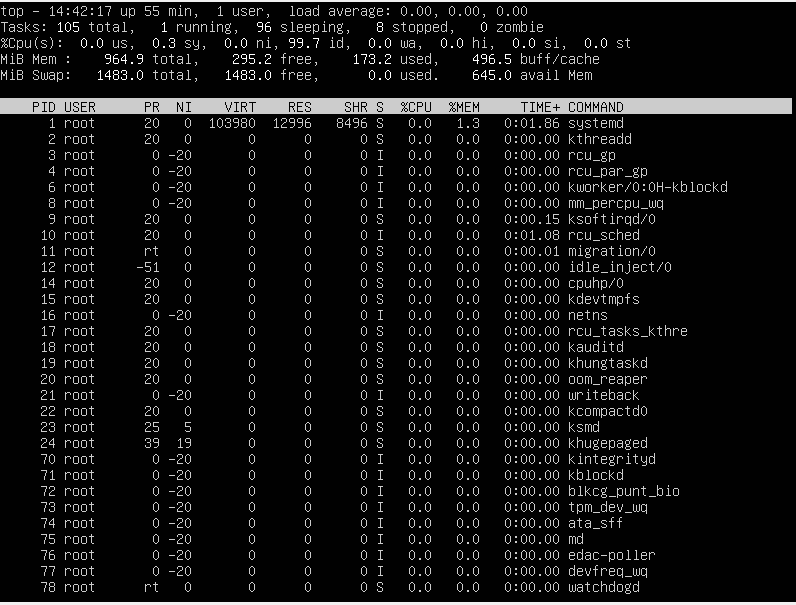 top - 14:42:17 up 55 min,  1 user,  load average: 0.00, 0.00, 0.00
Tasks: 105 total,   1 running,  96 sleeping,   8 stopped,   0 zombie
%Cpu(s):  0.0 us,  0.3 sy,  0.0 ni, 99.7 id,  0.0 wa,  0.0 hi,  0.0 si,  0.0 st
MiB Mem :    964.9 total,    295.2 free,    173.2 used,    496.5 buff/cache
MiB Swap:   1483.0 total,   1483.0 free,      0.0 used.    645.0 avail Mem
PID USER      PR  NI    VIRT    RES    SHR S  %CPU  %MEM     TIME+ COMMAND
1 root      20   0  103980  12996   8496 S   0.0   1.3   0:01.86 systemd
2 root      20   0       0      0      0 S   0.0   0.0   0:00.00 kthreadd
3 root       0 -20       0      0      0 I   0.0   0.0   0:00.00 rcu_gp
4 root       0 -20       0      0      0 I   0.0   0.0   0:00.00 rcu_par_gp
6 root       0 -20       0      0      0 I   0.0   0.0   0:00.00 kworker/0:0H-kblockd
8 root       0 -20       0      0      0 I   0.0   0.0   0:00.00 mm_percpu_wq
9 root      20   0       0      0      0 S   0.0   0.0   0:00.15 ksoftirqd/0
10 root      20   0       0      0      0 I   0.0   0.0   0:01.08 rcu_sched
11 root      rt   0       0      0      0 S   0.0   0.0   0:00.01 migration/0
12 root     -51   0       0      0      0 S   0.0   0.0   0:00.00 idle_inject/0
14 root      20   0       0      0      0 S   0.0   0.0   0:00.00 cpuhp/0
15 root      20   0       0      0      0 S   0.0   0.0   0:00.00 kdevtmpfs
16 root       0 -20       0      0      0 I   0.0   0.0   0:00.00 netns
17 root      20   0       0      0      0 S   0.0   0.0   0:00.00 rcu_tasks_kthre
18 root      20   0       0      0      0 S   0.0   0.0   0:00.00 kauditd
19 root      20   0       0      0      0 S   0.0   0.0   0:00.00 khungtaskd
20 root      20   0       0      0      0 S   0.0   0.0   0:00.00 oom_reaper
21 root       0 -20       0      0      0 I   0.0   0.0   0:00.00 writeback
22 root      20   0       0      0      0 S   0.0   0.0   0:00.00 kcompactd0
23 root      25   5       0      0      0 S   0.0   0.0   0:00.00 ksmd
24 root      39  19       0      0      0 S   0.0   0.0   0:00.00 khugepaged
70 root       0 -20       0      0      0 I   0.0   0.0   0:00.00 kintegrityd
71 root       0 -20       0      0      0 I   0.0   0.0   0:00.00 kblockd
72 root       0 -20       0      0      0 I   0.0   0.0   0:00.00 blkcg_punt_bio
73 root       0 -20       0      0      0 I   0.0   0.0   0:00.00 tpm_dev_wq
74 root       0 -20       0      0      0 I   0.0   0.0   0:00.00 ata_sff
75 root       0 -20       0      0      0 I   0.0   0.0   0:00.00 md
76 root       0 -20       0      0      0 I   0.0   0.0   0:00.00 edac-poller
77 root       0 -20       0      0      0 I   0.0   0.0   0:00.00 devfreq_wq
78 root      rt   0       0      0      0 S   0.0   0.0   0:00.00 watchdogd